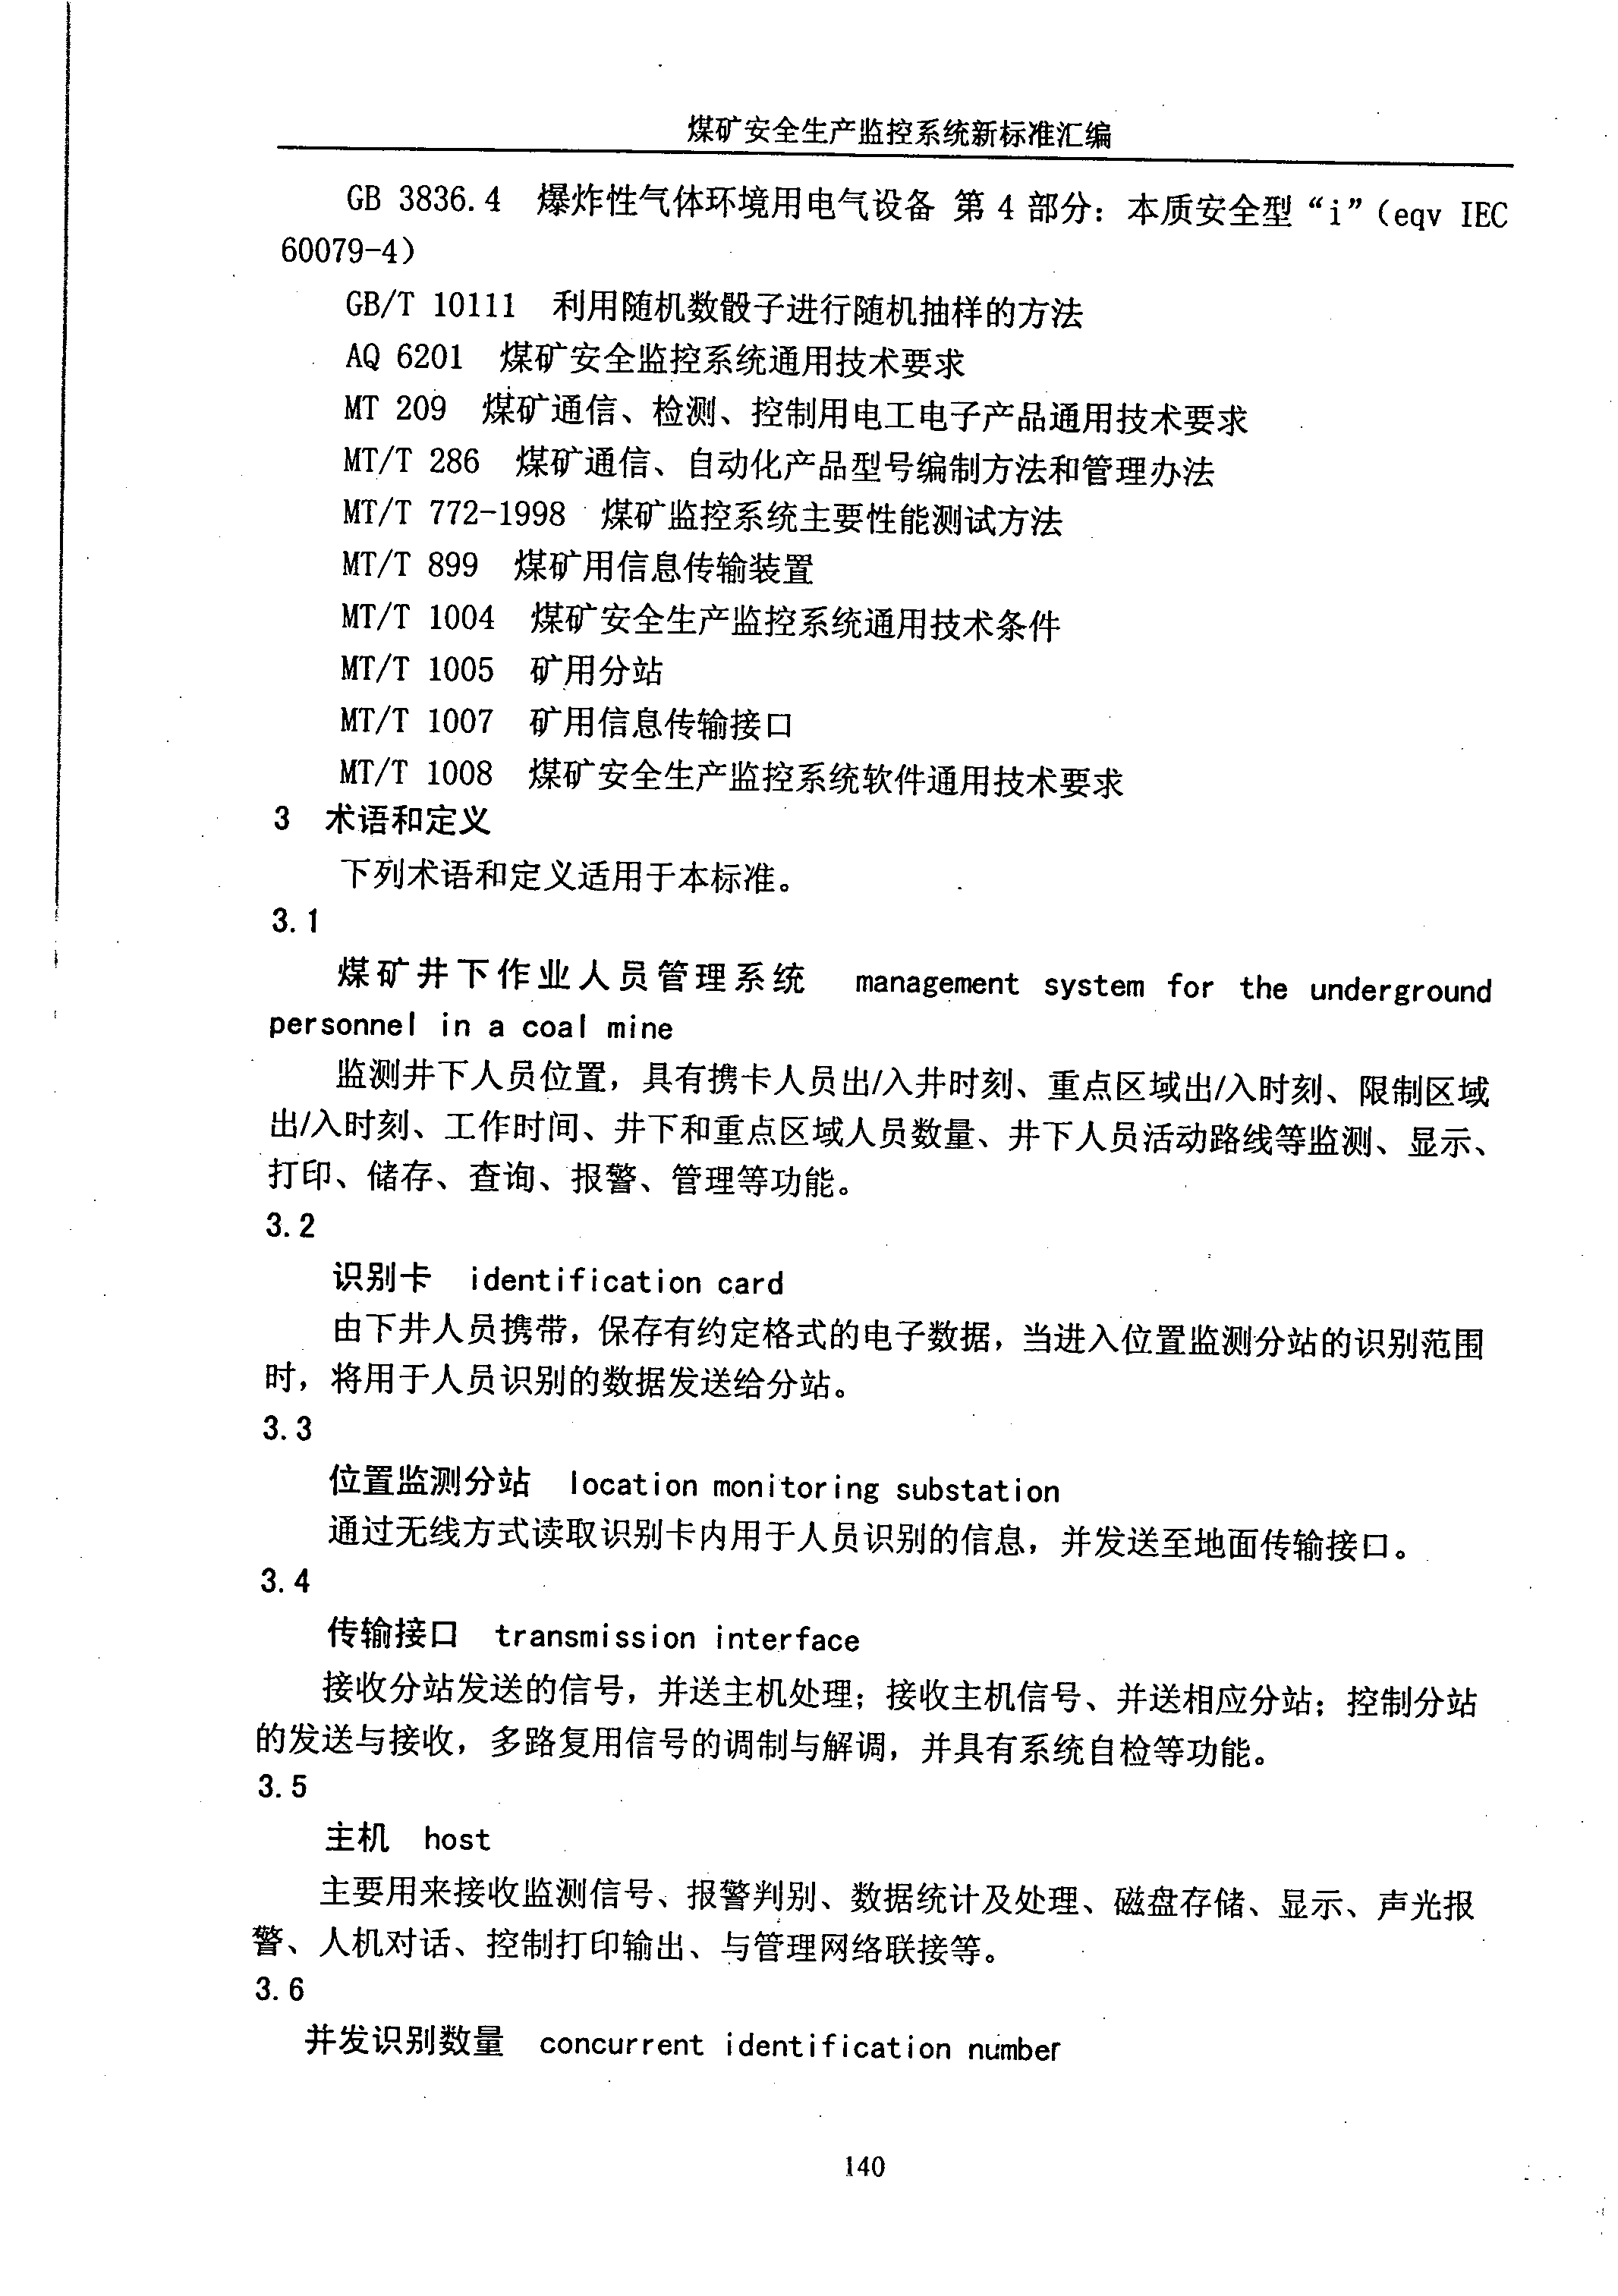 煤矿安全生产监控系统新标准汇编
GB 3836.4 爆炸性气体环境用电气设备 第 4 部分：本质安全型“i”（eqv IEC
60079-4）
GB/T 10111 利用随机数骰子进行随机抽样的方法
AQ 6201 煤矿安全监控系统通用技术要求
MT 209 煤矿通信、检测、控制用电工电子产品通用技术要求
MT/T 286 煤矿通信、自动化产品型号编制方法和管理办法
MT/T 772-1998 煤矿监控系统主要性能测试方法
MT/T 899 煤矿用信息传输装置
MT/T 1004 煤矿安全生产监控系统通用技术条件
MT/T 1005 矿用分站
MT/T 1007 矿用信息传输接口
MT/T 1008 煤矿安全生产监控系统软件通用技术要求
3 术语和定义
下列术语和定义适用于本标准。
3.1
煤矿井下作业人员管理系统 management system for the underground
personnel in a coal mine
监测井下人员位置，具有携卡人员出/入井时刻、重点区域出/入时刻、限制区域
出/入时刻、工作时间、井下和重点区域人员数量、井下人员活动路线等监测、显示、
打印、储存、查询、报警、管理等功能。
3.2
识别卡 identification card
由下井人员携带，保存有约定格式的电子数据，当进入位置监测分站的识别范围
时，将用于人员识别的数据发送给分站。
3.3
位置监测分站 location monitoring substation
通过无线方式读取识别卡内用于人员识别的信息，并发送至地面传输接口。
3.4
传输接口 transmission interface
接收分站发送的信号，并送主机处理；接收主机信号、并送相应分站；控制分站
的发送与接收，多路复用信号的调制与解调，并具有系统自检等功能。
3.5
主机 host
主要用来接收监测信号、报警判别、数据统计及处理、磁盘存储、显示、声光报
警、人机对话、控制打印输出、与管理网络联接等。
3.6
并发识别数量 concurrent identification number
140